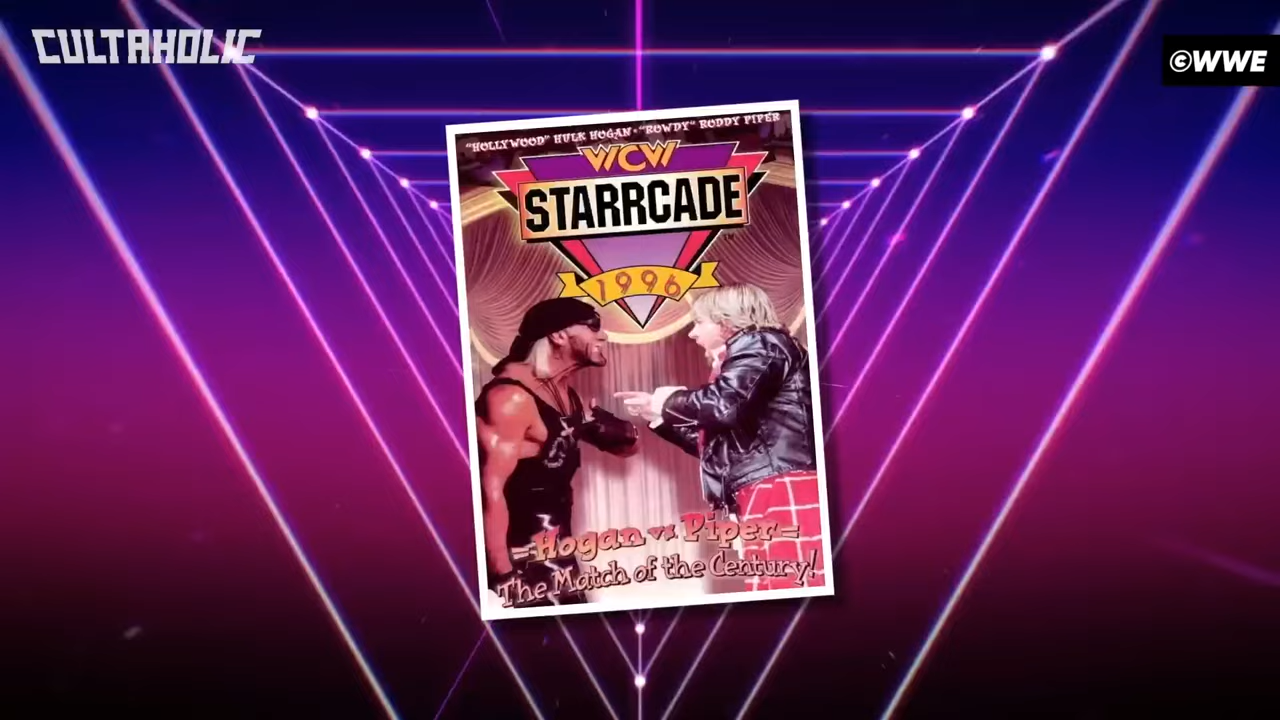 CULTAHOLIC
©WWE
"HOLLYWOOD" HULK HOGAN • "ROWDY" RODDY PIPER
WCW
STARRCADE
TM
1996
=Hogan vs Piper=
The Match of the Century!